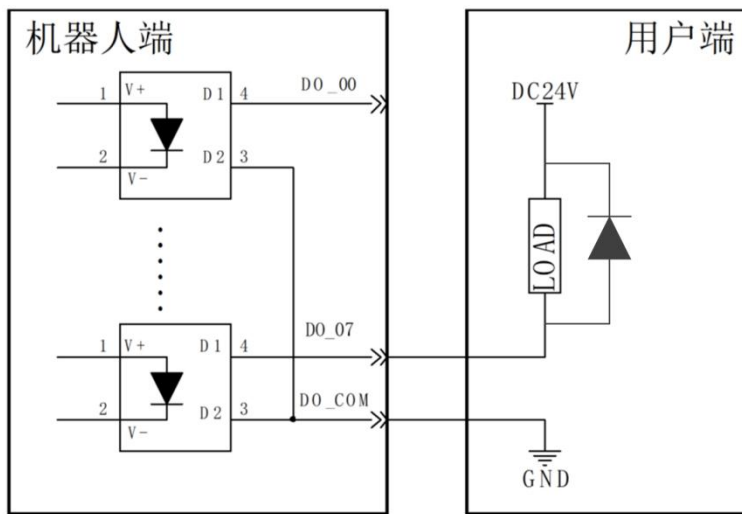 机器人端
用户端
DO_00
1 V+ D1 4
DC24V
2 V- D2 3
LOAD
DO_07
1 V+ D1 4
DO_COM
2 V- D2 3
GND